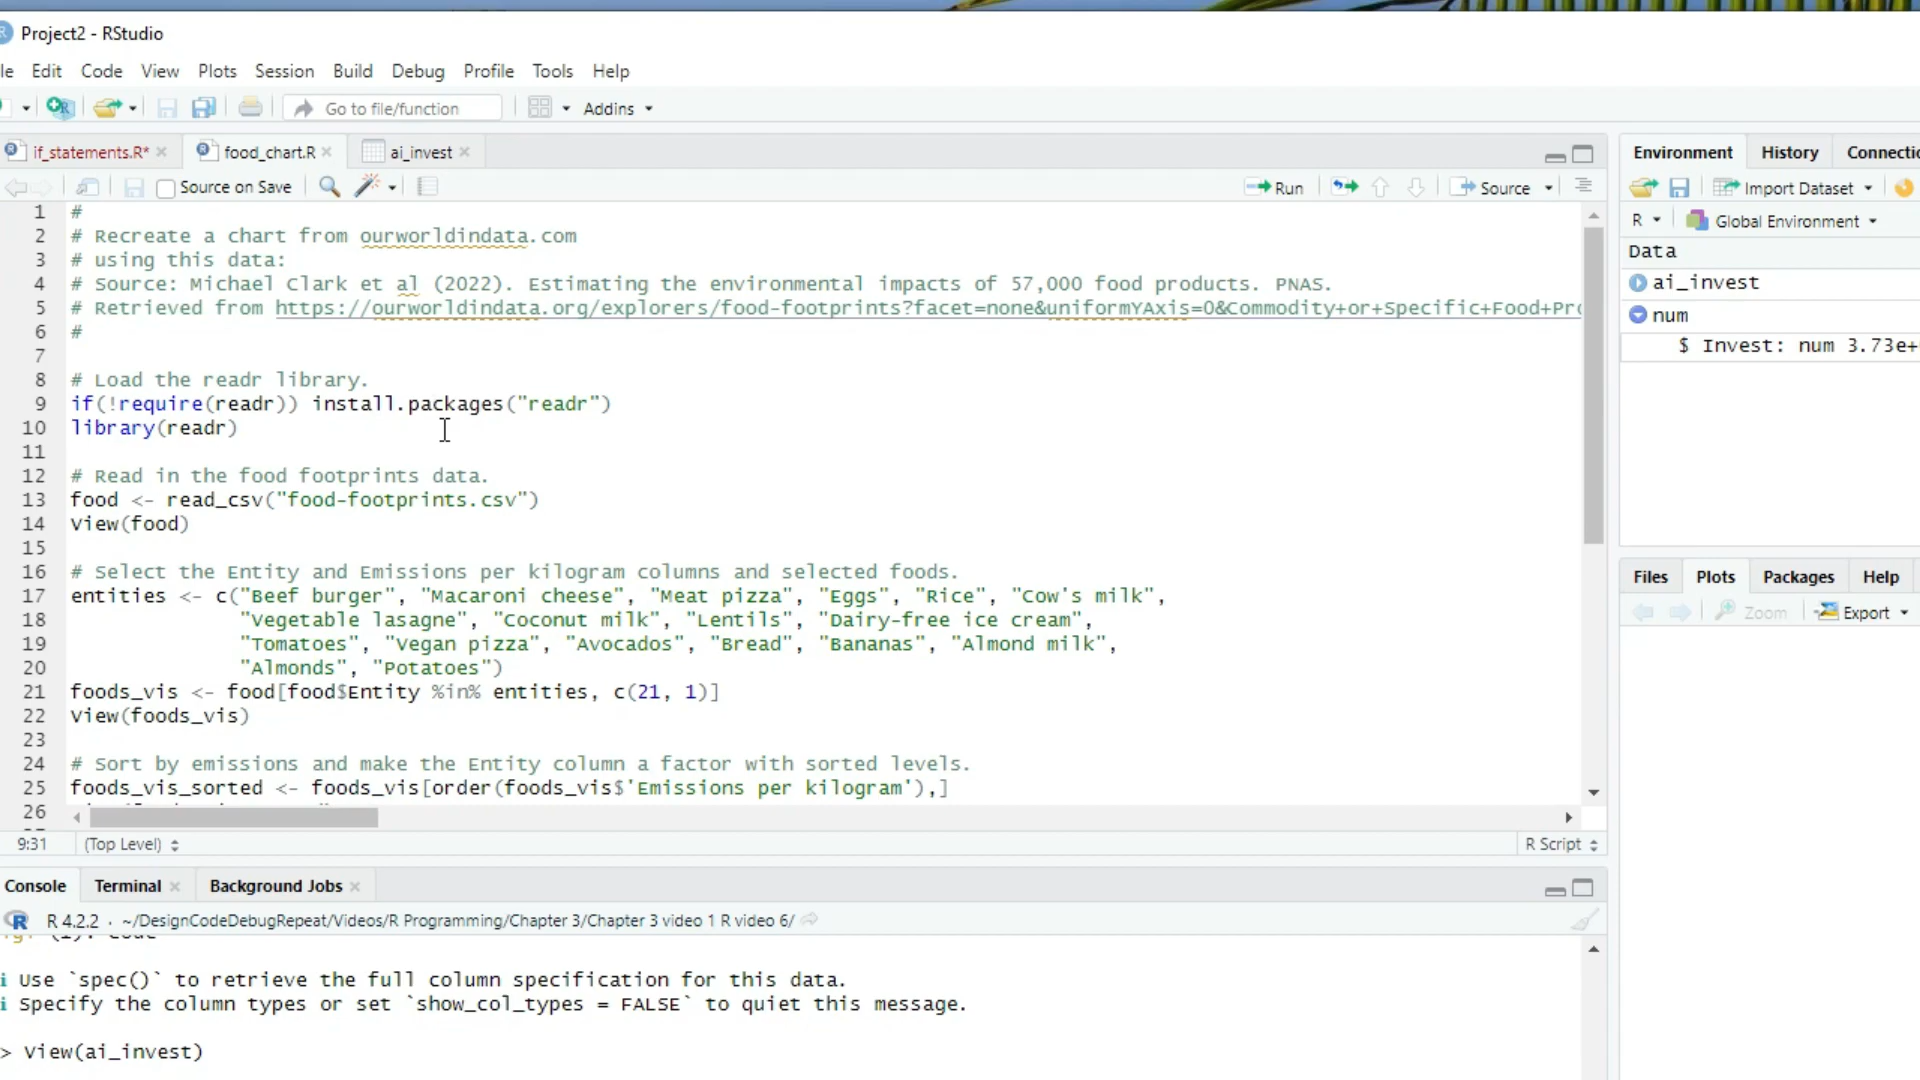 Project2 - RStudio
le Edit Code View Plots Session Build Debug Profile Tools Help
Go to file/function Addins
if_statements.R* food_chart.R ai_invest
Source on Save Run Source
1 #
2 # Recreate a chart from ourworldindata.com
3 # using this data:
4 # Source: Michael Clark et al (2022). Estimating the environmental impacts of 57,000 food products. PNAS.
5 # Retrieved from https://ourworldindata.org/explorers/food-footprints?facet=none&uniformYAxis=0&Commodity+or+Specific+Food+Pro
6 #
7
8 # Load the readr library.
9 if(!require(readr)) install.packages("readr")
10 library(readr)
11
12 # Read in the food footprints data.
13 food <- read_csv("food-footprints.csv")
14 View(food)
15
16 # Select the Entity and Emissions per kilogram columns and selected foods.
17 entities <- c("Beef burger", "Macaroni cheese", "Meat pizza", "Eggs", "Rice", "Cow's milk",
18 "Vegetable lasagne", "Coconut milk", "Lentils", "Dairy-free ice cream",
19 "Tomatoes", "Vegan pizza", "Avocados", "Bread", "Bananas", "Almond milk",
20 "Almonds", "Potatoes")
21 foods_vis <- food[food$Entity %in% entities, c(21, 1)]
22 View(foods_vis)
23
24 # Sort by emissions and make the Entity column a factor with sorted levels.
25 foods_vis_sorted <- foods_vis[order(foods_vis$'Emissions per kilogram'),]
26
9:31 (Top Level) R Script
Console Terminal Background Jobs
R 4.2.2 · ~/DesignCodeDebugRepeat/Videos/R Programming/Chapter 3/Chapter 3 video 1 R video 6/
i Use `spec()` to retrieve the full column specification for this data.
i Specify the column types or set `show_col_types = FALSE` to quiet this message.
> View(ai_invest)
Environment History Connectio
Import Dataset
R Global Environment
Data
ai_invest
num
$ Invest: num 3.73e+
Files Plots Packages Help
Zoom Export